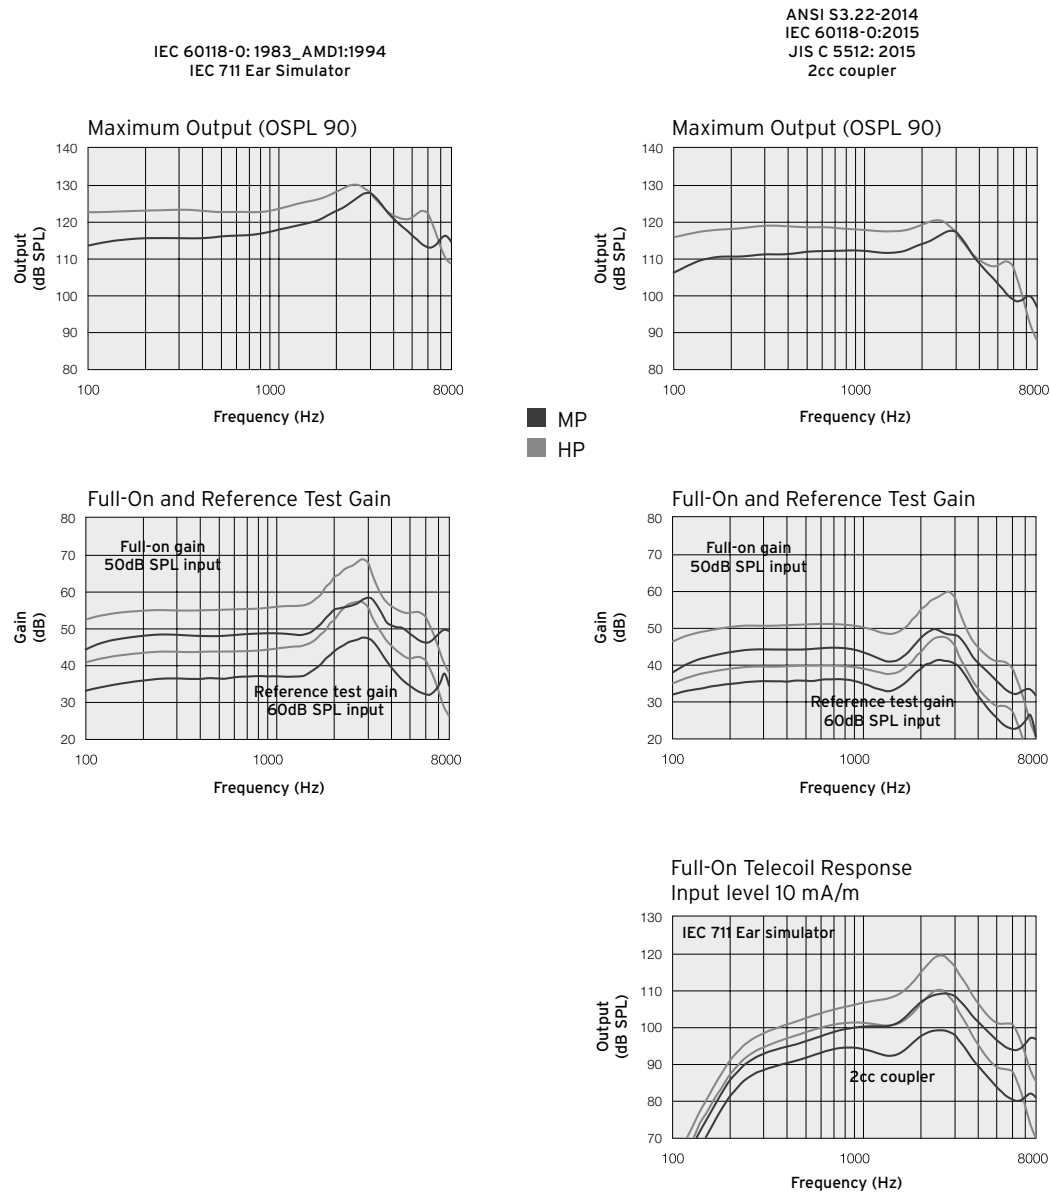 IEC 60118-0: 1983_AMD1:1994
IEC 711 Ear Simulator
ANSI S3.22-2014
IEC 60118-0:2015
JIS C 5512: 2015
2cc coupler
Maximum Output (OSPL 90)
140
130
120
110
100
90
80
Output
(dB SPL)
100
1000
8000
Frequency (Hz)
Maximum Output (OSPL 90)
140
130
120
110
100
90
80
Output
(dB SPL)
100
1000
8000
Frequency (Hz)
MP
HP
Full-On and Reference Test Gain
80
70
60
50
40
30
20
Gain
(dB)
Full-on gain
50dB SPL input
Reference test gain
60dB SPL input
100
1000
8000
Frequency (Hz)
Full-On and Reference Test Gain
80
70
60
50
40
30
20
Gain
(dB)
Full-on gain
50dB SPL input
Reference test gain
60dB SPL input
100
1000
8000
Frequency (Hz)
Full-On Telecoil Response
Input level 10 mA/m
130
120
110
100
90
80
70
Output
(dB SPL)
IEC 711 Ear simulator
2cc coupler
100
1000
8000
Frequency (Hz)